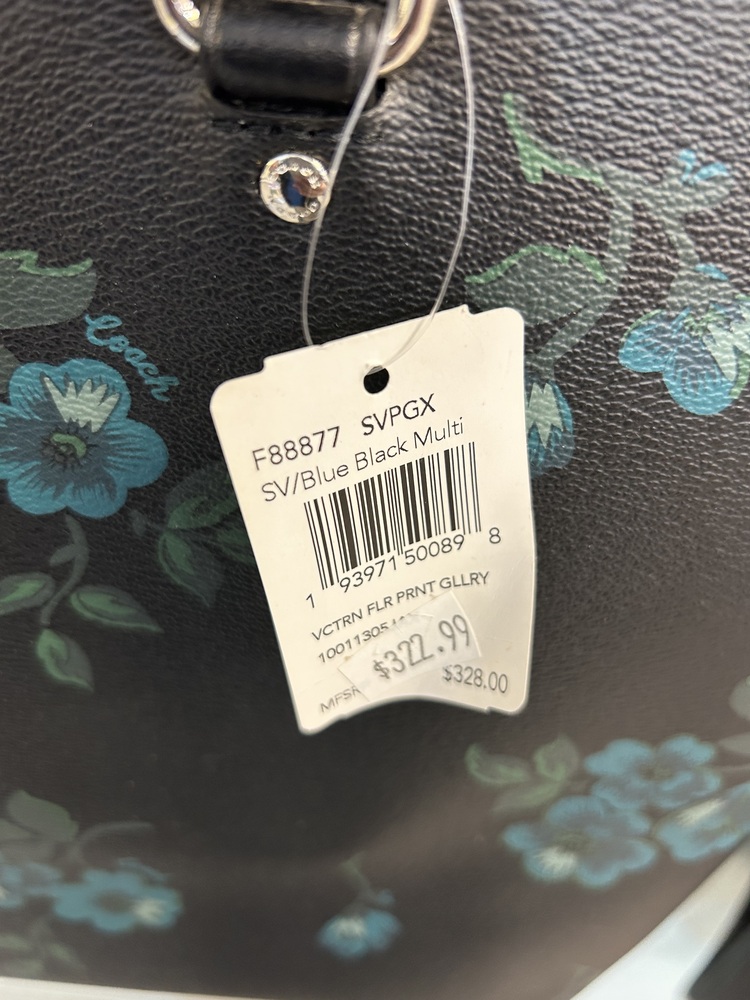 Coach
F88877 SVPGX
SV/Blue Black Multi
1 93971 50089 8
VCTRN FLR PRNT GLLRY
$322.99
$328.00